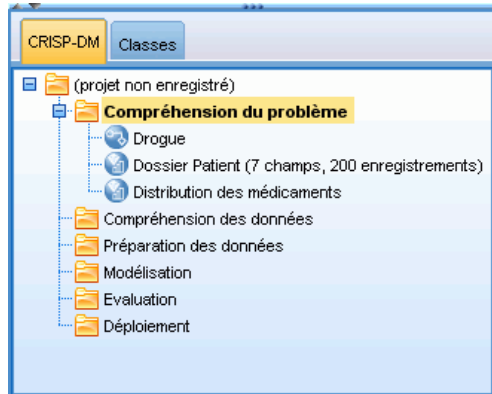 CRISP-DM Classes
(projet non enregistré)
Compréhension du problème
Drogue
Dossier Patient (7 champs, 200 enregistrements)
Distribution des médicaments
Compréhension des données
Préparation des données
Modélisation
Evaluation
Déploiement